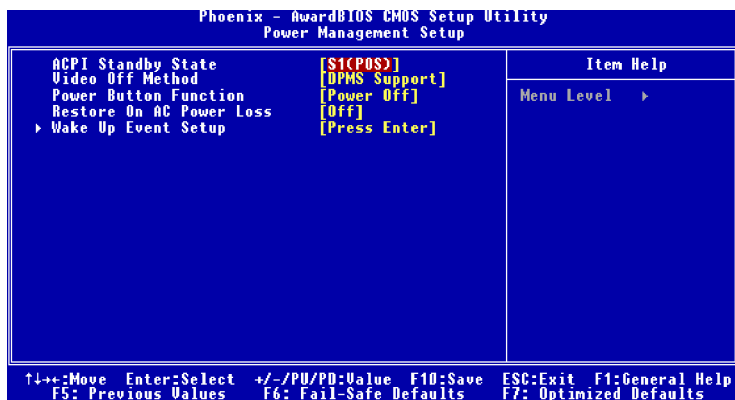 Phoenix - AwardBIOS CMOS Setup Utility
Power Management Setup
ACPI Standby State [S1(POS)]
Video Off Method [DPMS Support]
Power Button Function [Power Off]
Restore On AC Power Loss [Off]
▸ Wake Up Event Setup [Press Enter]
Item Help
Menu Level ▸
↑↓→←:Move Enter:Select +/-/PU/PD:Value F10:Save ESC:Exit F1:General Help
F5: Previous Values F6: Fail-Safe Defaults F7: Optimized Defaults